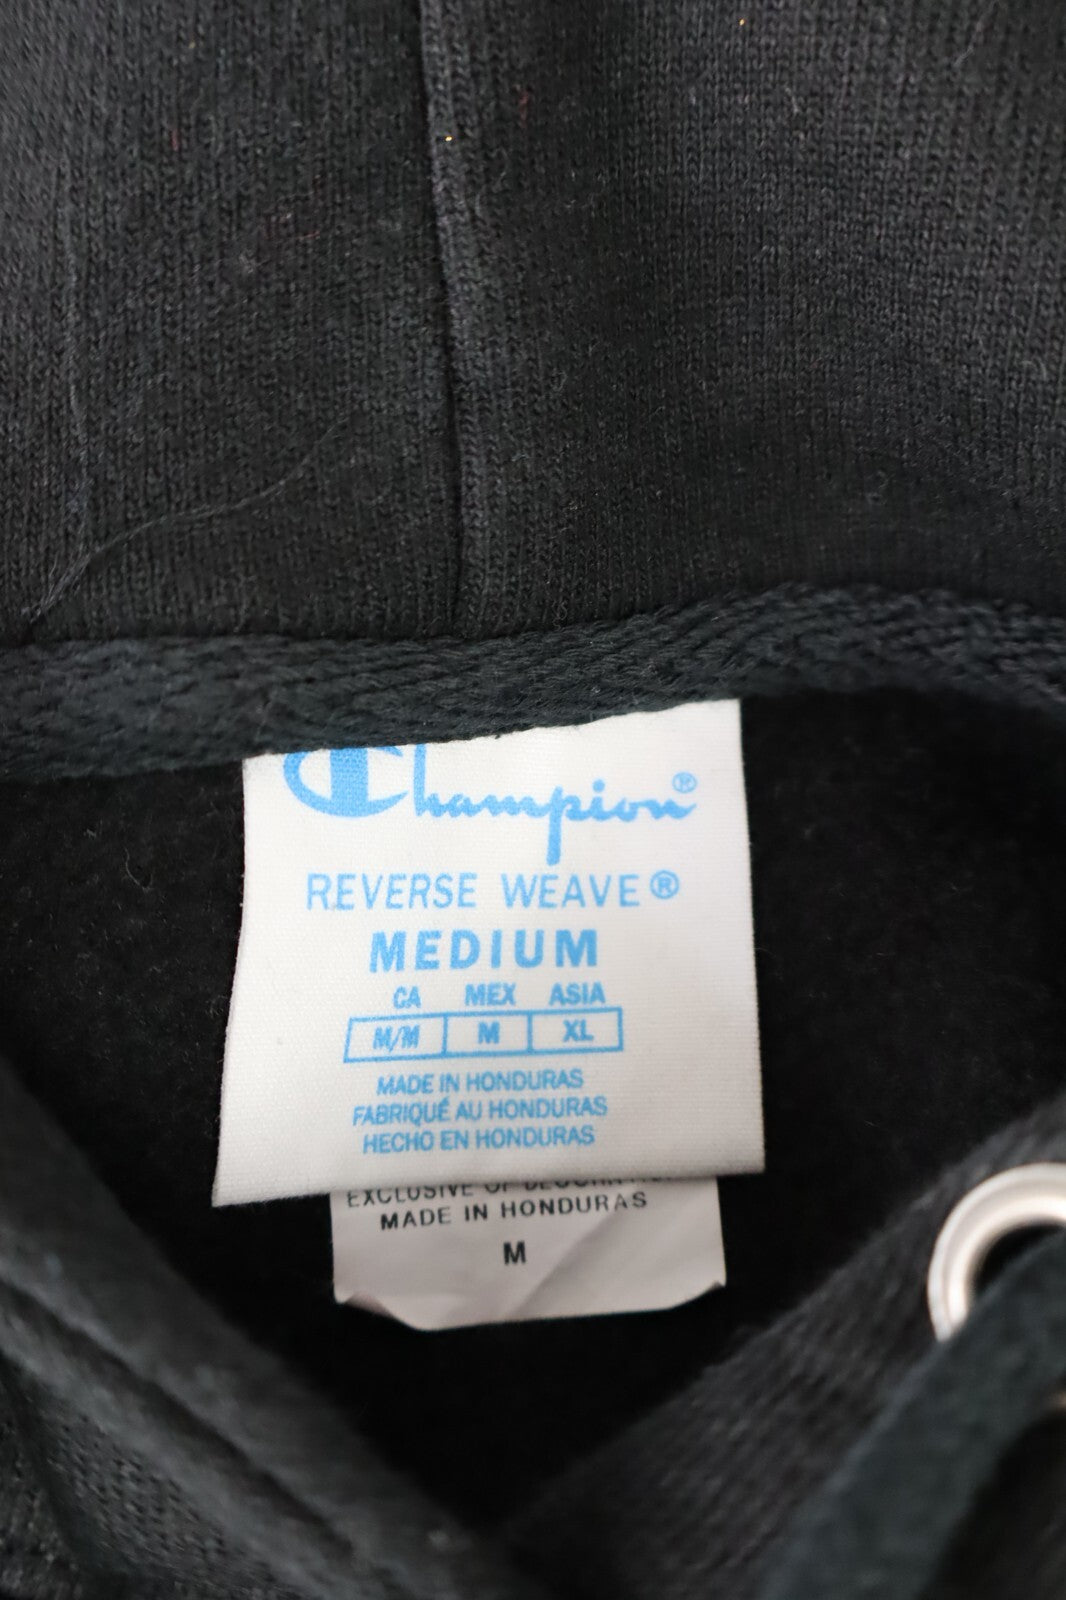 Champion®
REVERSE WEAVE®
MEDIUM
CA MEX ASIA
M/M M XL
MADE IN HONDURAS
FABRIQUÉ AU HONDURAS
HECHO EN HONDURAS
EXCLUSIVE OF
MADE IN HONDURAS
M